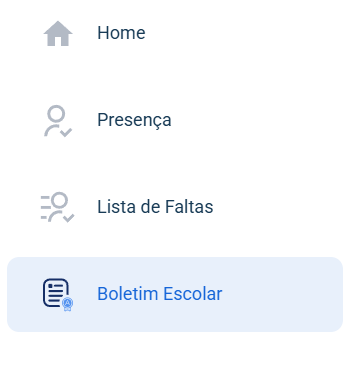 Home
Presença
Lista de Faltas
Boletim Escolar